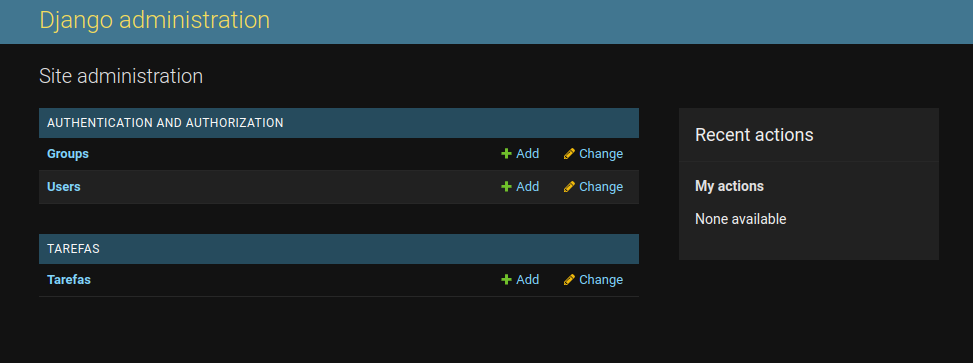 Django administration
Site administration
AUTHENTICATION AND AUTHORIZATION
Groups Add Change
Users Add Change
TAREFAS
Tarefas Add Change
Recent actions
My actions
None available